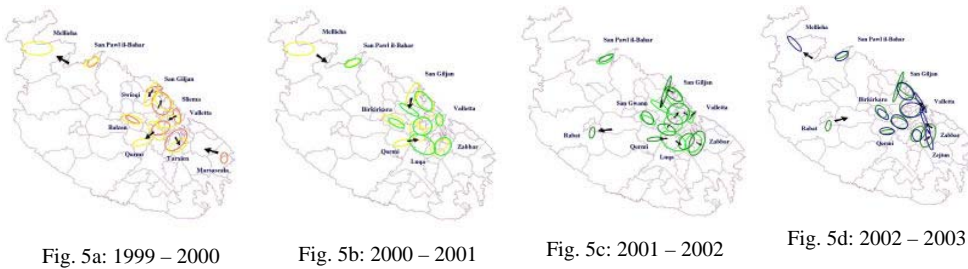 Mellieha
San Pawl il-Bahar
San Giljan
Swieqi
Sliema
Valletta
Balzan
Qormi
Tarxien
Marsascala
Fig. 5a: 1999 – 2000
Mellieha
San Pawl il-Bahar
San Giljan
Birkirkara
Valletta
Qormi
Zabbar
Luqa
Fig. 5b: 2000 – 2001
San Pawl il-Bahar
San Giljan
San Gwann
Valletta
Rabat
Qormi
Zabbar
Luqa
Fig. 5c: 2001 – 2002
Mellieha
San Pawl il-Bahar
San Giljan
Birkirkara
Valletta
Rabat
Qormi
Zabbar
Zejtun
Fig. 5d: 2002 – 2003